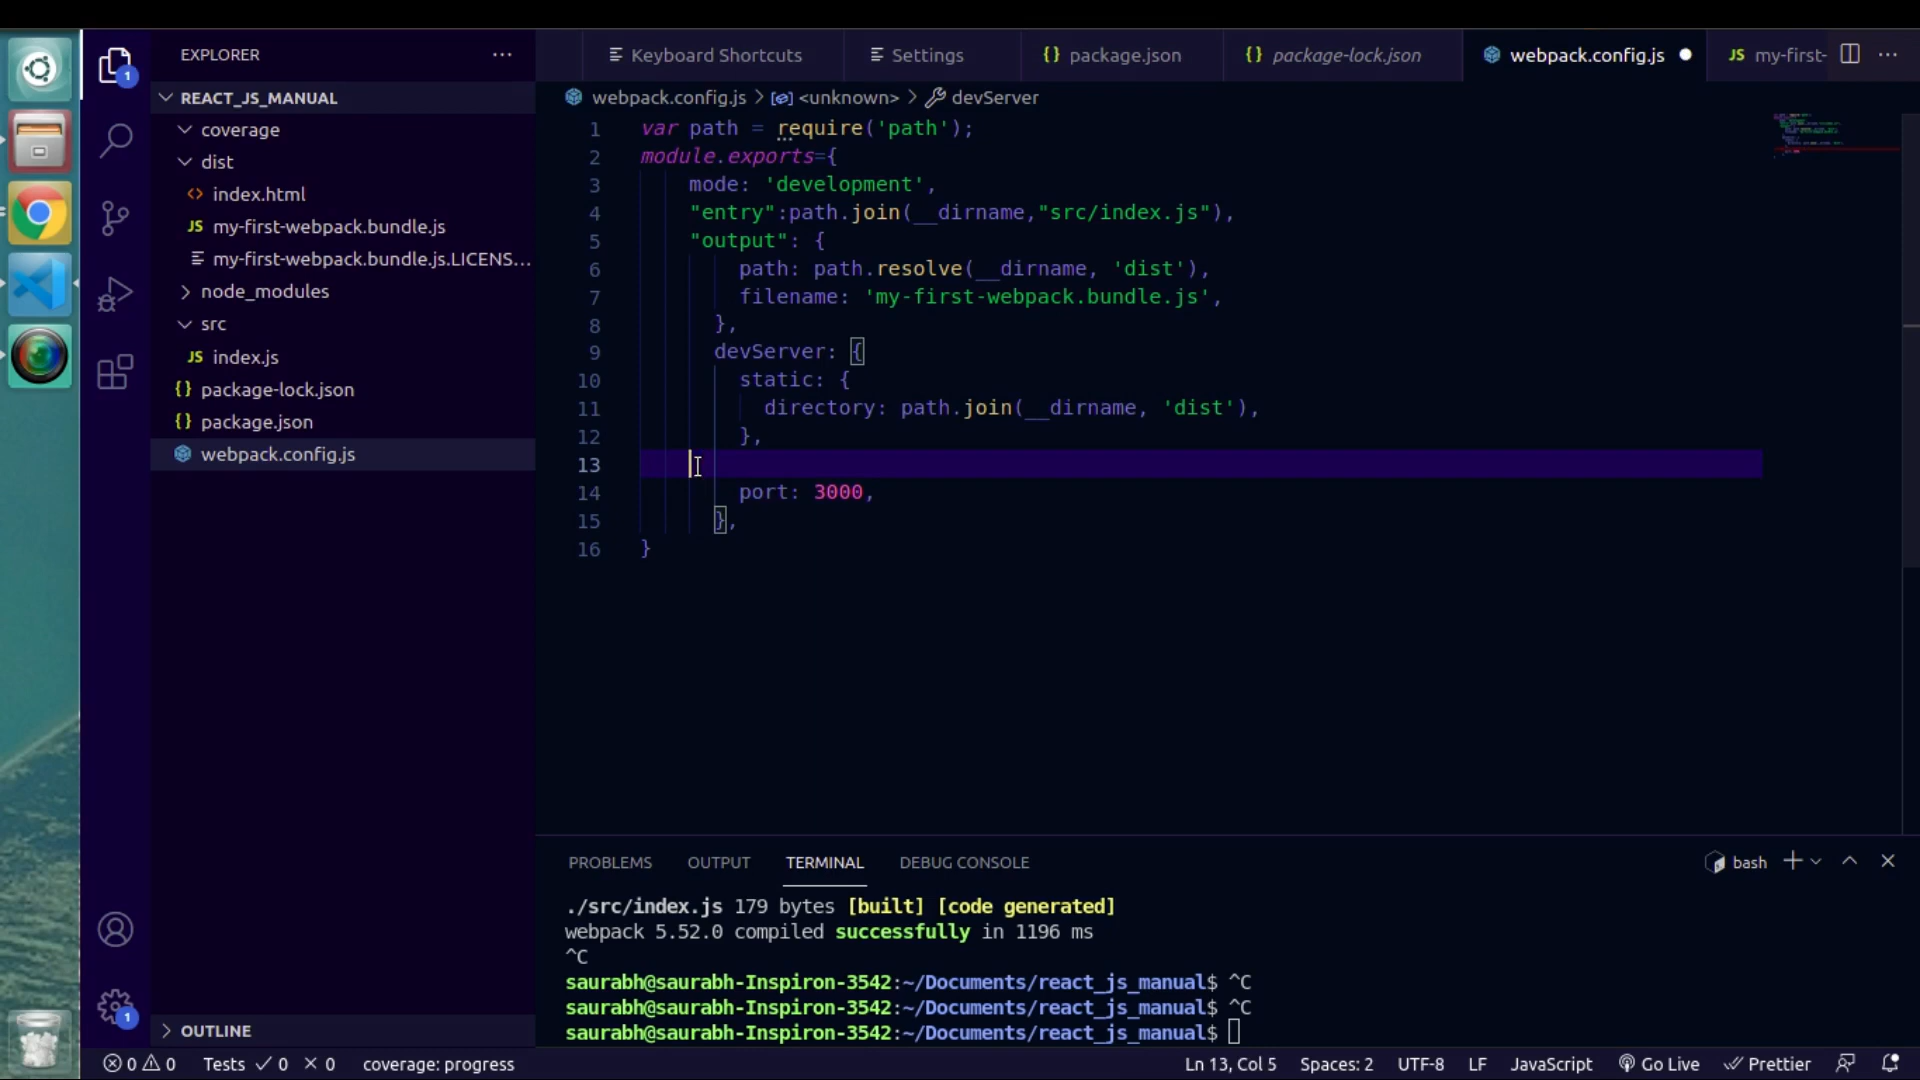 EXPLORER
REACT_JS_MANUAL
coverage
dist
index.html
my-first-webpack.bundle.js
my-first-webpack.bundle.js.LICENS...
node_modules
src
index.js
package-lock.json
package.json
webpack.config.js
OUTLINE
1
1
Keyboard Shortcuts
Settings
package.json
package-lock.json
webpack.config.js
JS my-first-
webpack.config.js > <unknown> > devServer
1 var path = require('path');
2 module.exports={
3 mode: 'development',
4 "entry":path.join(__dirname,"src/index.js"),
5 "output": {
6 path: path.resolve(__dirname, 'dist'),
7 filename: 'my-first-webpack.bundle.js',
8 },
9 devServer: {
10 static: {
11 directory: path.join(__dirname, 'dist'),
12 },
13
14 port: 3000,
15 },
16 }
PROBLEMS OUTPUT TERMINAL DEBUG CONSOLE
bash
./src/index.js 179 bytes [built] [code generated]
webpack 5.52.0 compiled successfully in 1196 ms
^C
saurabh@saurabh-Inspiron-3542:~/Documents/react_js_manual$ ^C
saurabh@saurabh-Inspiron-3542:~/Documents/react_js_manual$ ^C
saurabh@saurabh-Inspiron-3542:~/Documents/react_js_manual$
0 0 Tests 0 0 coverage: progress Ln 13, Col 5 Spaces: 2 UTF-8 LF JavaScript Go Live Prettier